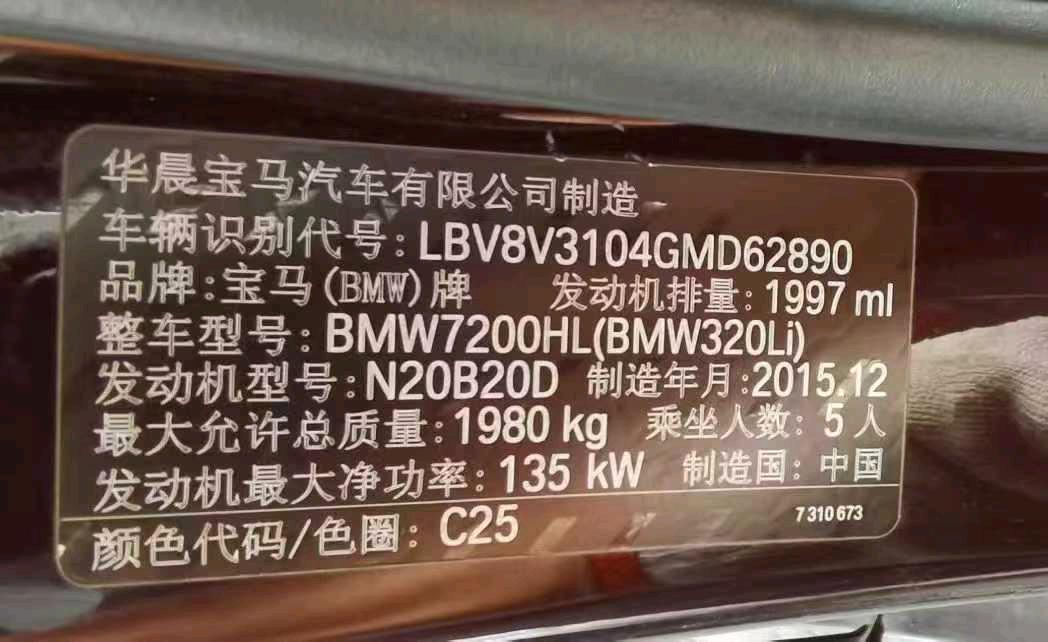 华晨宝马汽车有限公司制造
车辆识别代号: LBV8V3104GMD62890
品牌: 宝马(BMW)牌 发动机排量: 1997 ml
整车型号: BMW7200HL(BMW320Li)
发动机型号: N20B20D 制造年月: 2015.12
最大允许总质量: 1980 kg 乘坐人数: 5 人
发动机最大净功率: 135 kW 制造国: 中国
颜色代码/色圈: C25 7 310 673